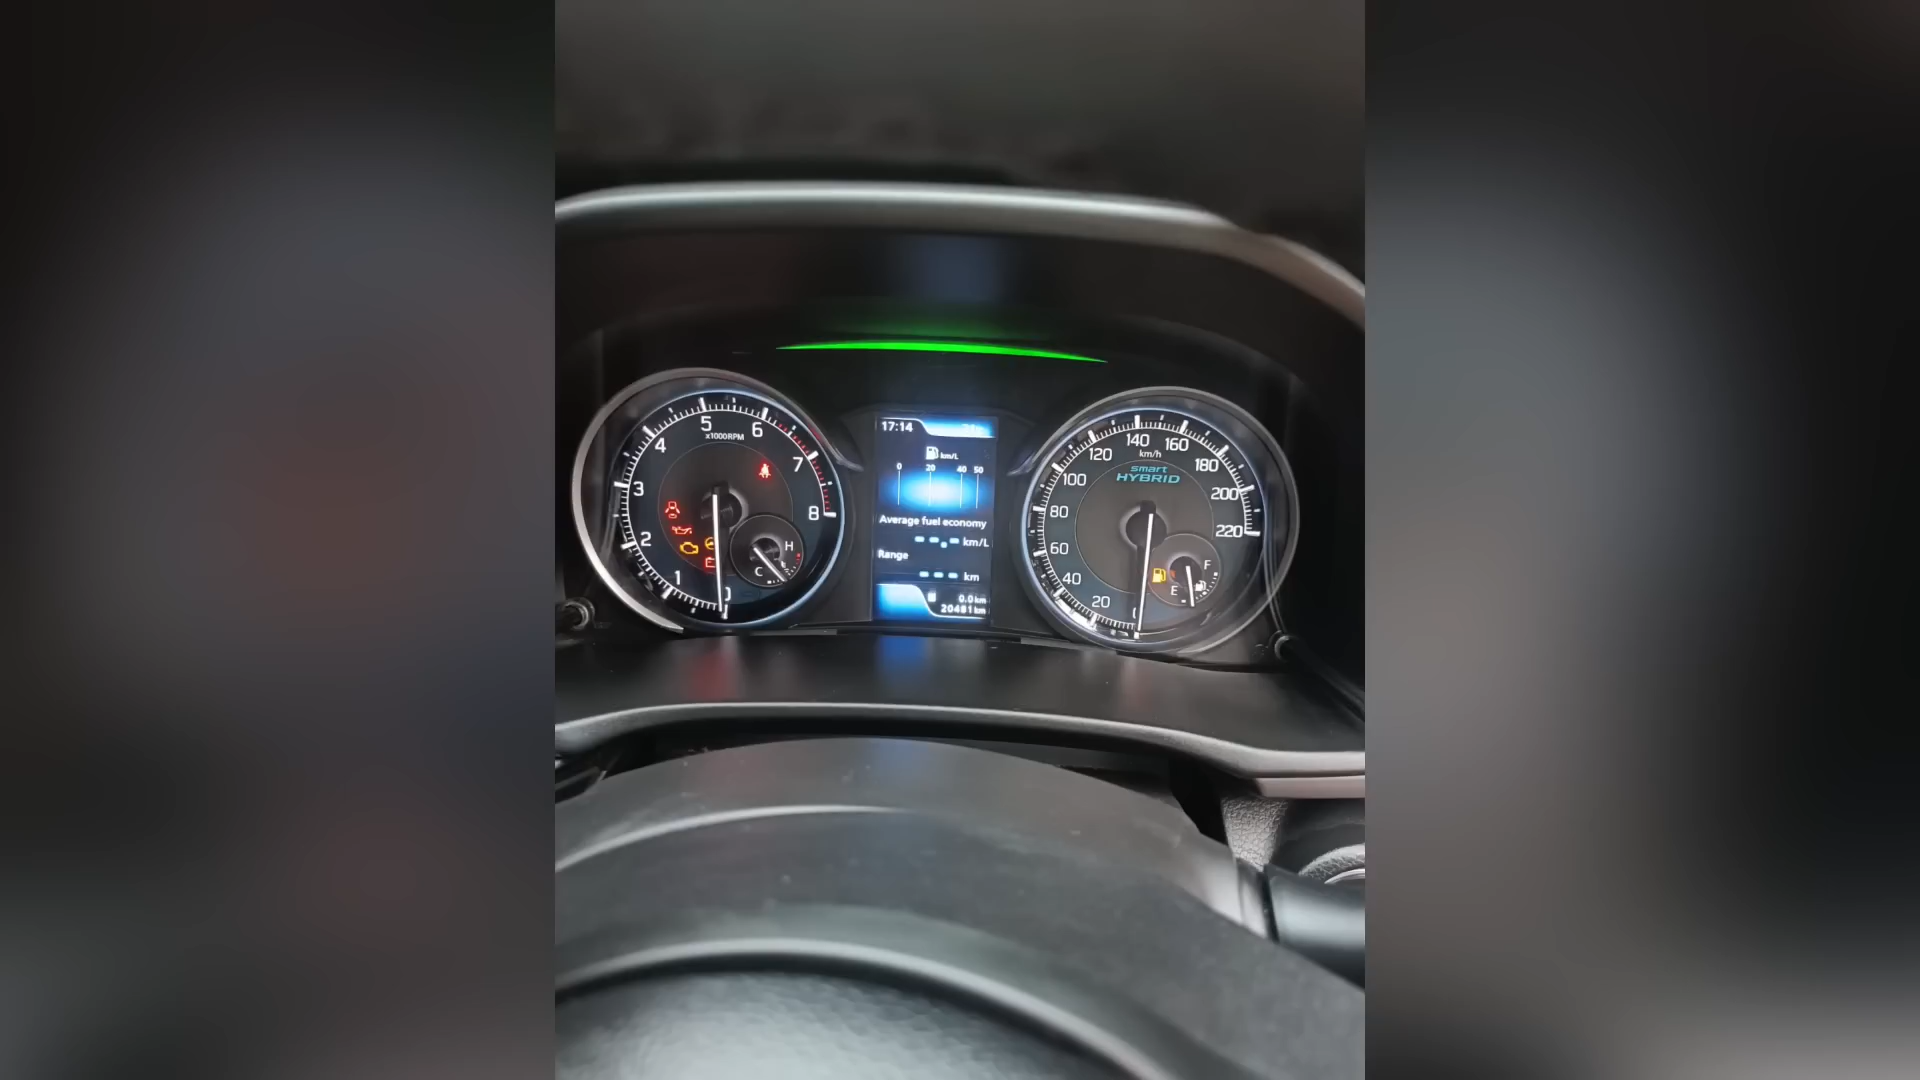 5
6
4
x1000RPM
7
3
8
2
H
C
1
0
17:14
km/L
0 20 40 50
Average fuel economy
--.- km/L
Range
--- km
0.0 km
20481 km
140
160
120
km/h
180
100
smart
HYBRID
200
80
220
60
F
40
E
20